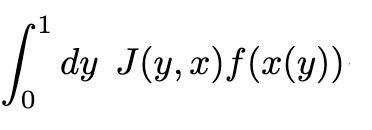 ∫₀¹ dy J(y, x)f(x(y))